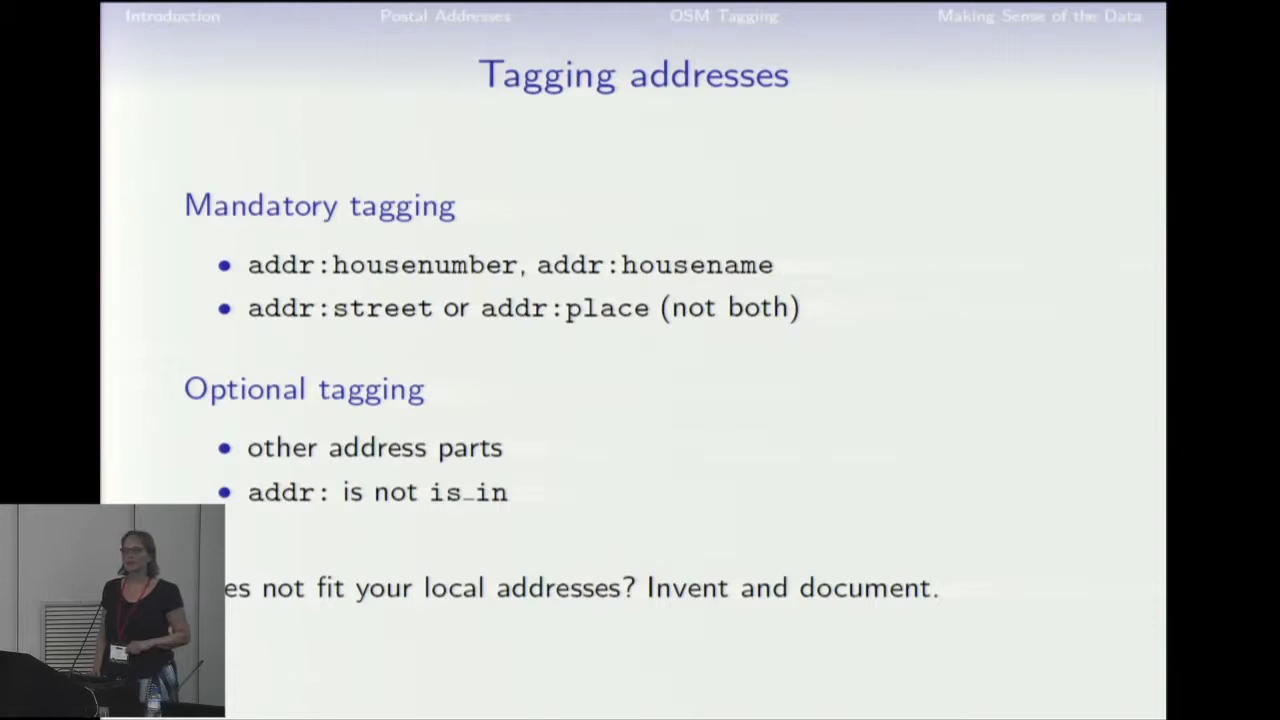 Introduction Postal Addresses OSM Tagging Making Sense of the Data
Tagging addresses
Mandatory tagging
• addr:housenumber, addr:housename
• addr:street or addr:place (not both)
Optional tagging
• other address parts
• addr: is not is_in
es not fit your local addresses? Invent and document.